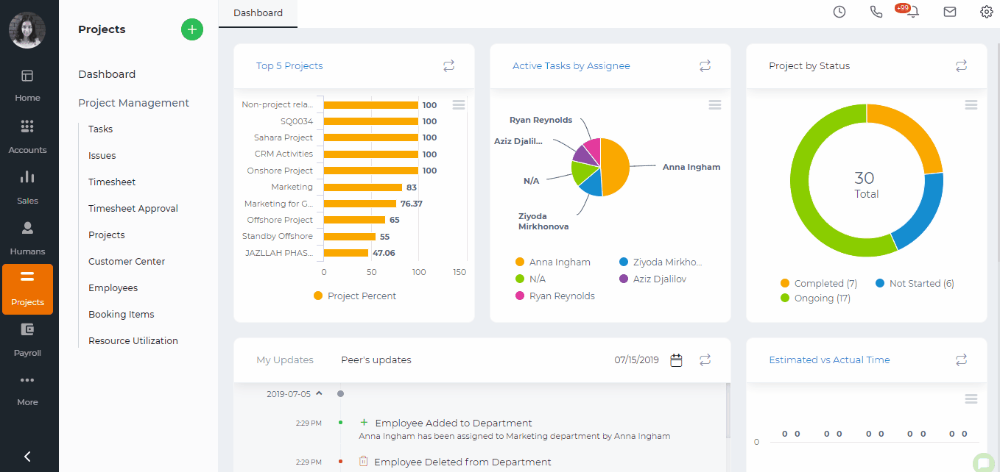 Home
Accounts
Sales
Humans
Projects
Payroll
More
Projects
Dashboard
Project Management
Tasks
Issues
Timesheet
Timesheet Approval
Projects
Customer Center
Employees
Booking Items
Resource Utilization
Dashboard
+99
Top 5 Projects
Non-project rela... 100
SQ0034 100
Sahara Project 100
CRM Activities 100
Onshore Project 100
Marketing 83
Marketing for G... 76.37
Offshore Project 65
Standby Offshore 55
JAZLLAH PHAS... 47.06
0 50 100 150
Project Percent
Active Tasks by Assignee
Ryan Reynolds
Aziz Djalil...
Anna Ingham
N/A
Ziyoda
Mirkhonova
Anna Ingham Ziyoda Mirkho...
N/A Aziz Djalilov
Ryan Reynolds
Project by Status
30
Total
Completed (7) Not Started (6)
Ongoing (17)
My Updates Peer's updates 07/15/2019
2019-07-05
2:29 PM + Employee Added to Department
Anna Ingham has been assigned to Marketing department by Anna Ingham
2:29 PM Employee Deleted from Department
Estimated vs Actual Time
0 0 0 0 0 0 0 0 0 0
0